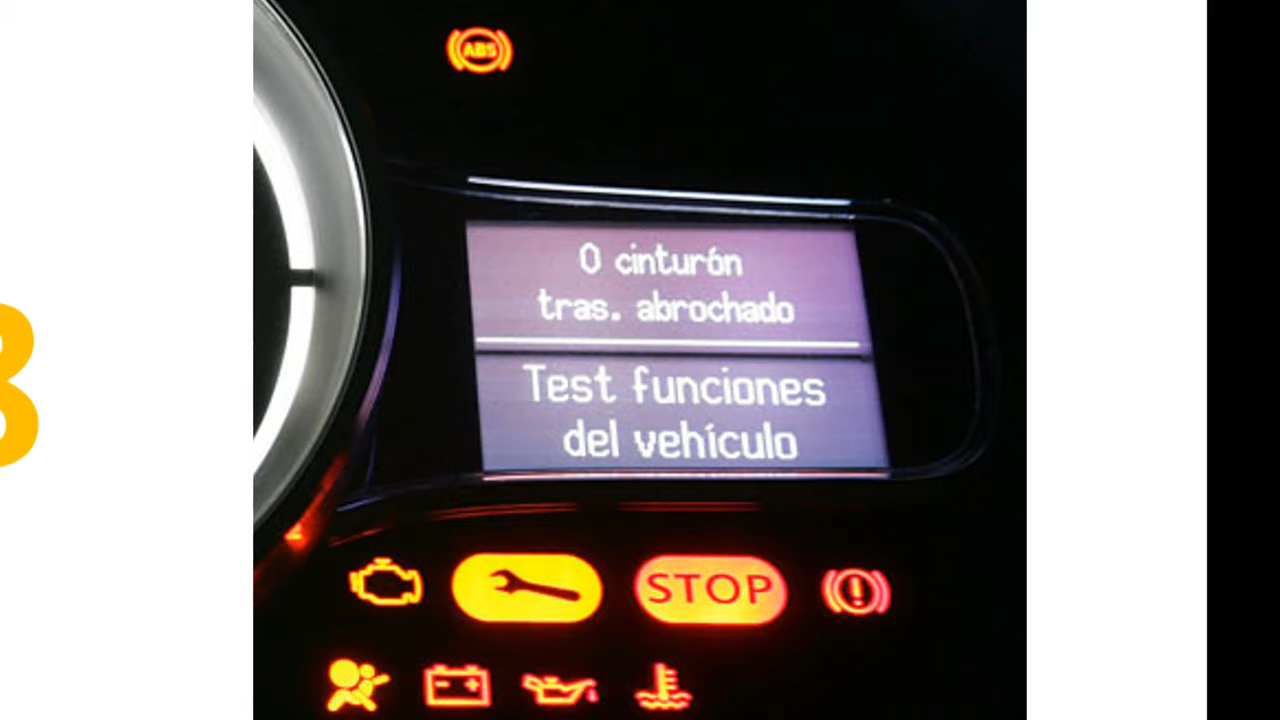 ABS
0 cinturón
tras. abrochado
Test funciones
del vehículo
STOP